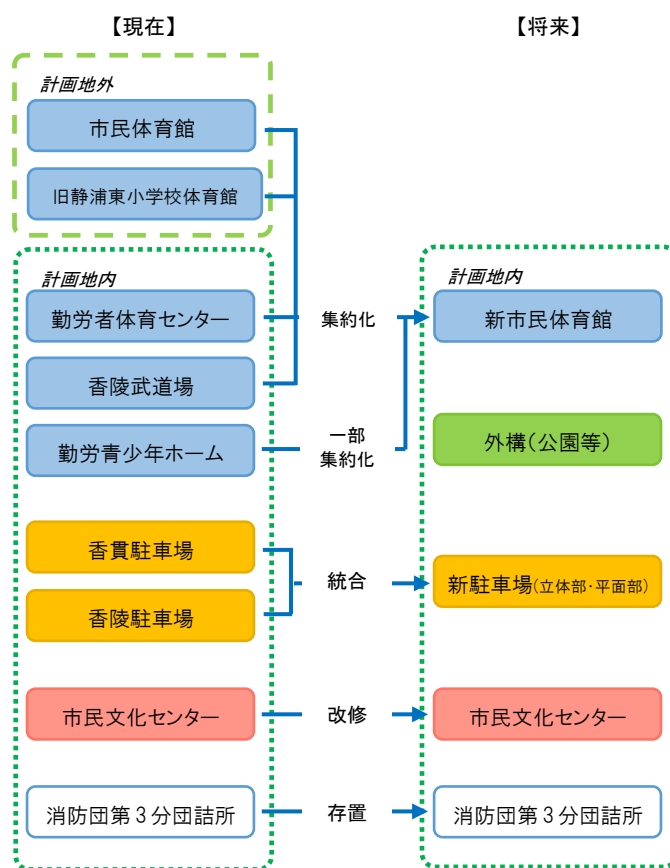 【現在】
【将来】
計画地外
市民体育館
旧静浦東小学校体育館
計画地内
計画地内
勤労者体育センター
集約化
新市民体育館
香陵武道場
勤労青少年ホーム
一部
集約化
外構(公園等)
香貫駐車場
統合
新駐車場(立体部・平面部)
香陵駐車場
市民文化センター
改修
市民文化センター
消防団第3分団詰所
存置
消防団第3分団詰所